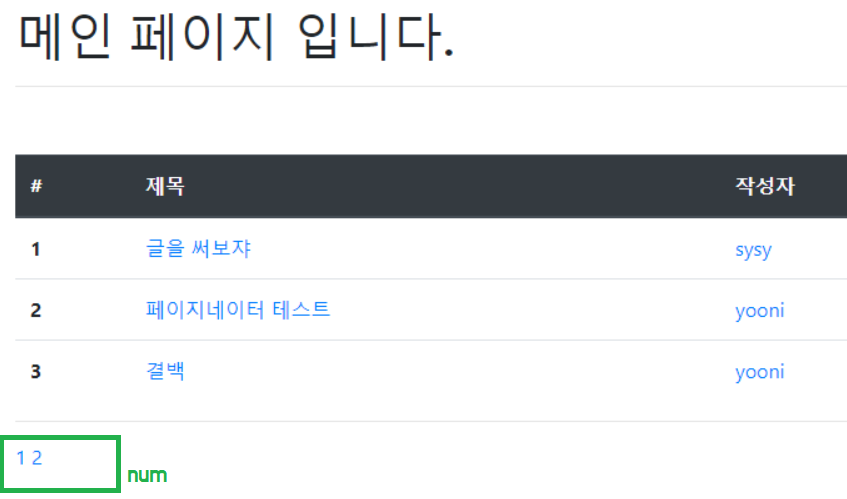 메인 페이지 입니다.
# 제목 작성자
1 글을 써보쟈 sysy
2 페이지네이터 테스트 yooni
3 결백 yooni
1 2
num